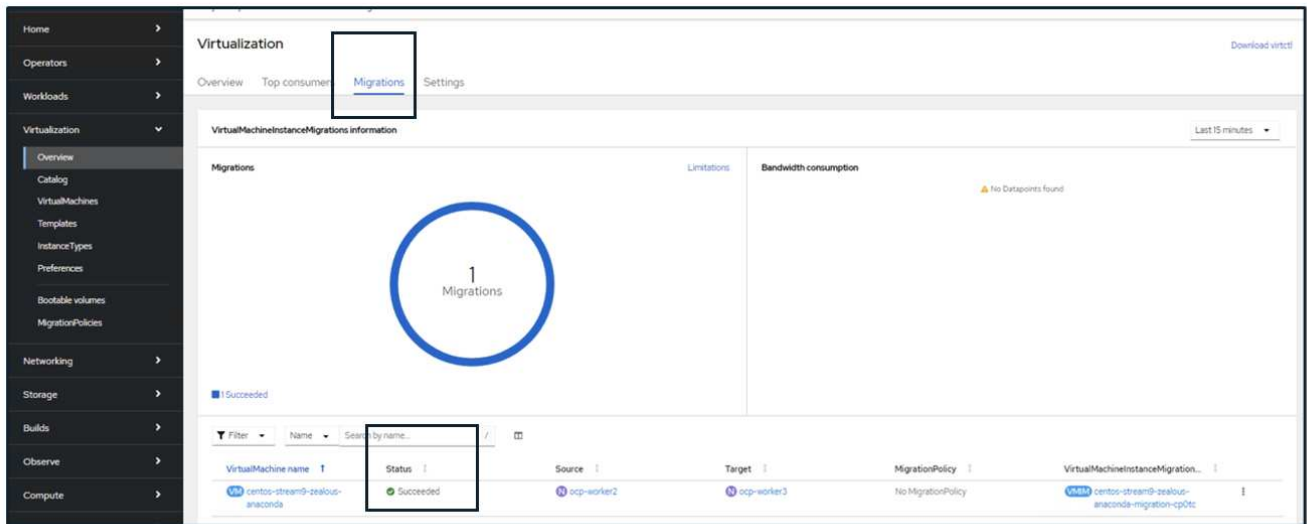 Home
Operators
Workloads
Virtualization
Overview
Catalog
VirtualMachines
Templates
InstanceTypes
Preferences
Bootable volumes
MigrationPolicies
Networking
Storage
Builds
Observe
Compute
Virtualization
Download virtctl
Overview Top consumer Migrations Settings
VirtualMachineInstanceMigrations information
Last 15 minutes
Migrations
Limitations
Bandwidth consumption
No Datapoints found
1
Migrations
1 Succeeded
Filter Name Search by name... /
VirtualMachine name Status Source Target MigrationPolicy VirtualMachineInstanceMigration...
VM centos-stream9-zealous- Succeeded N ocp-worker2 N ocp-worker3 No MigrationPolicy VMIM centos-stream9-zealous-
anaconda anaconda-migration-cp0tc